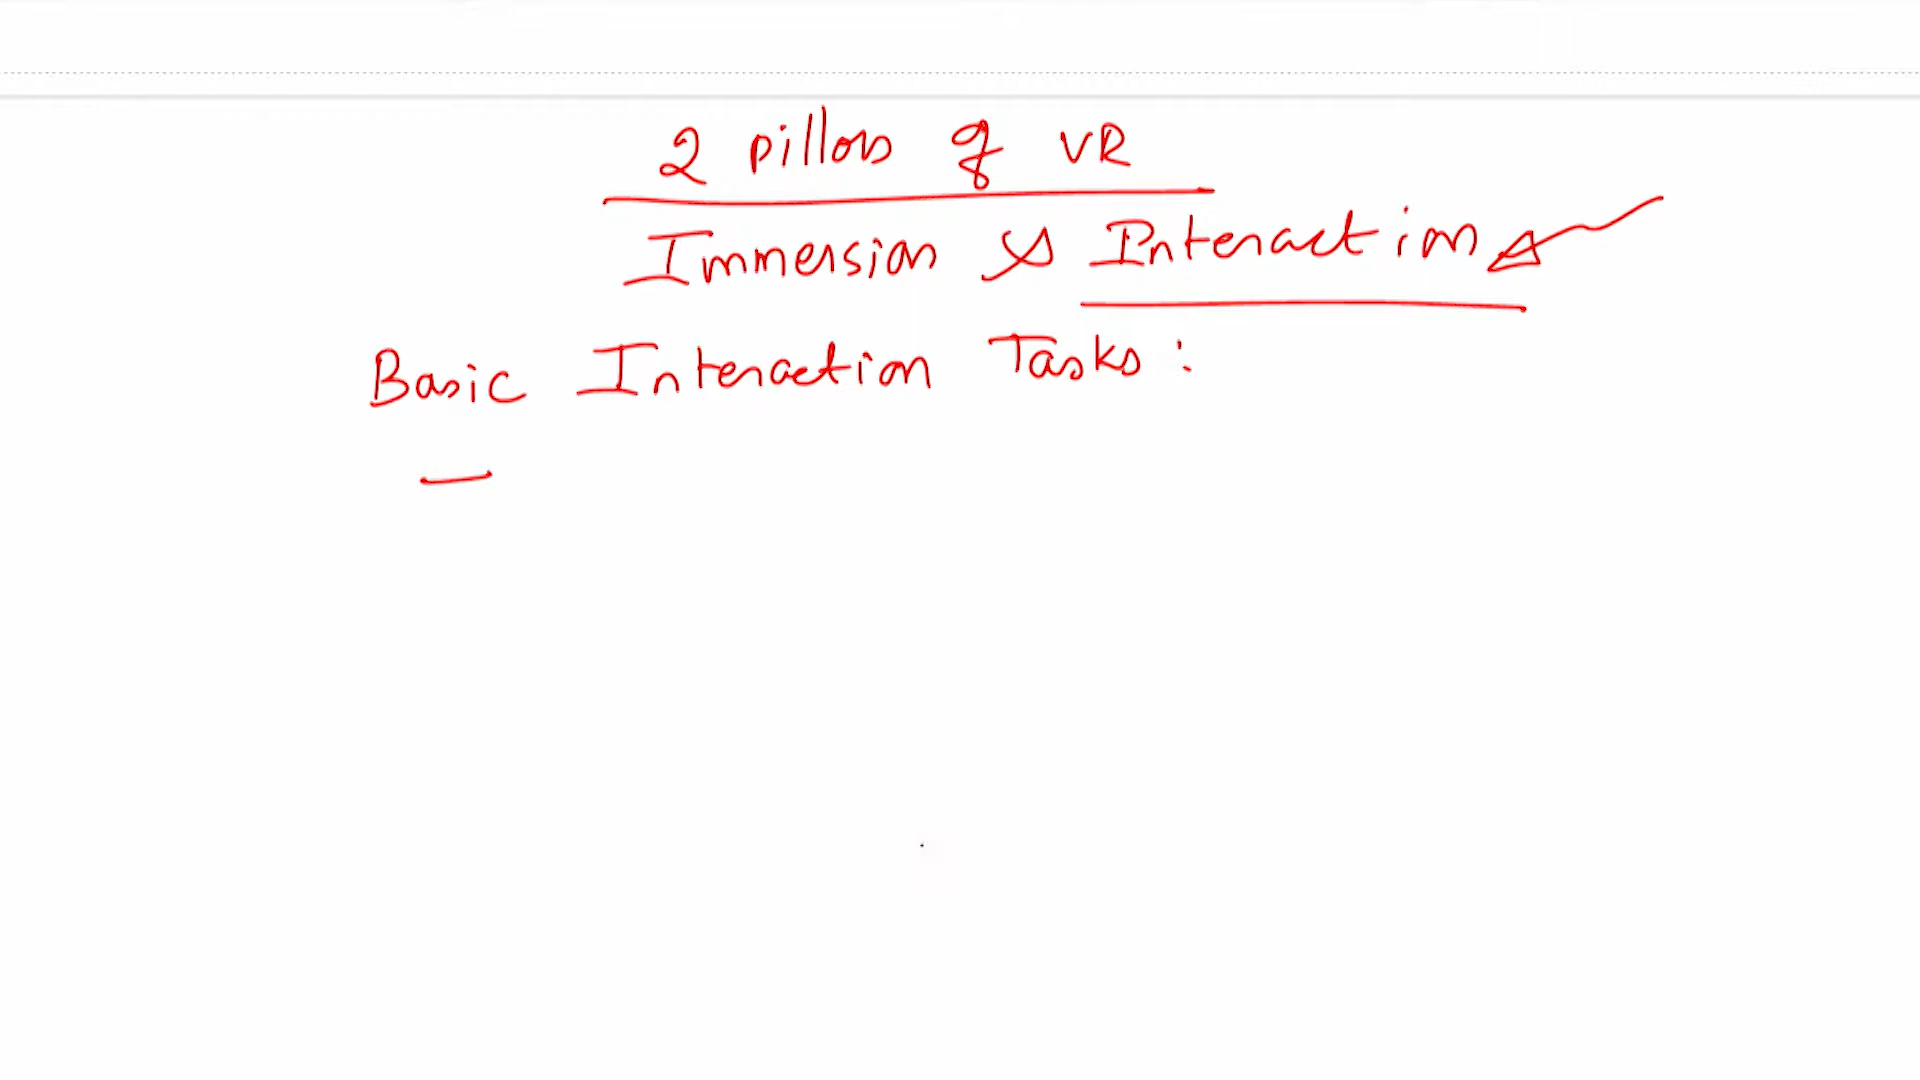 2 pillars of VR
Immersion & Interaction
Basic Interaction Tasks :
—